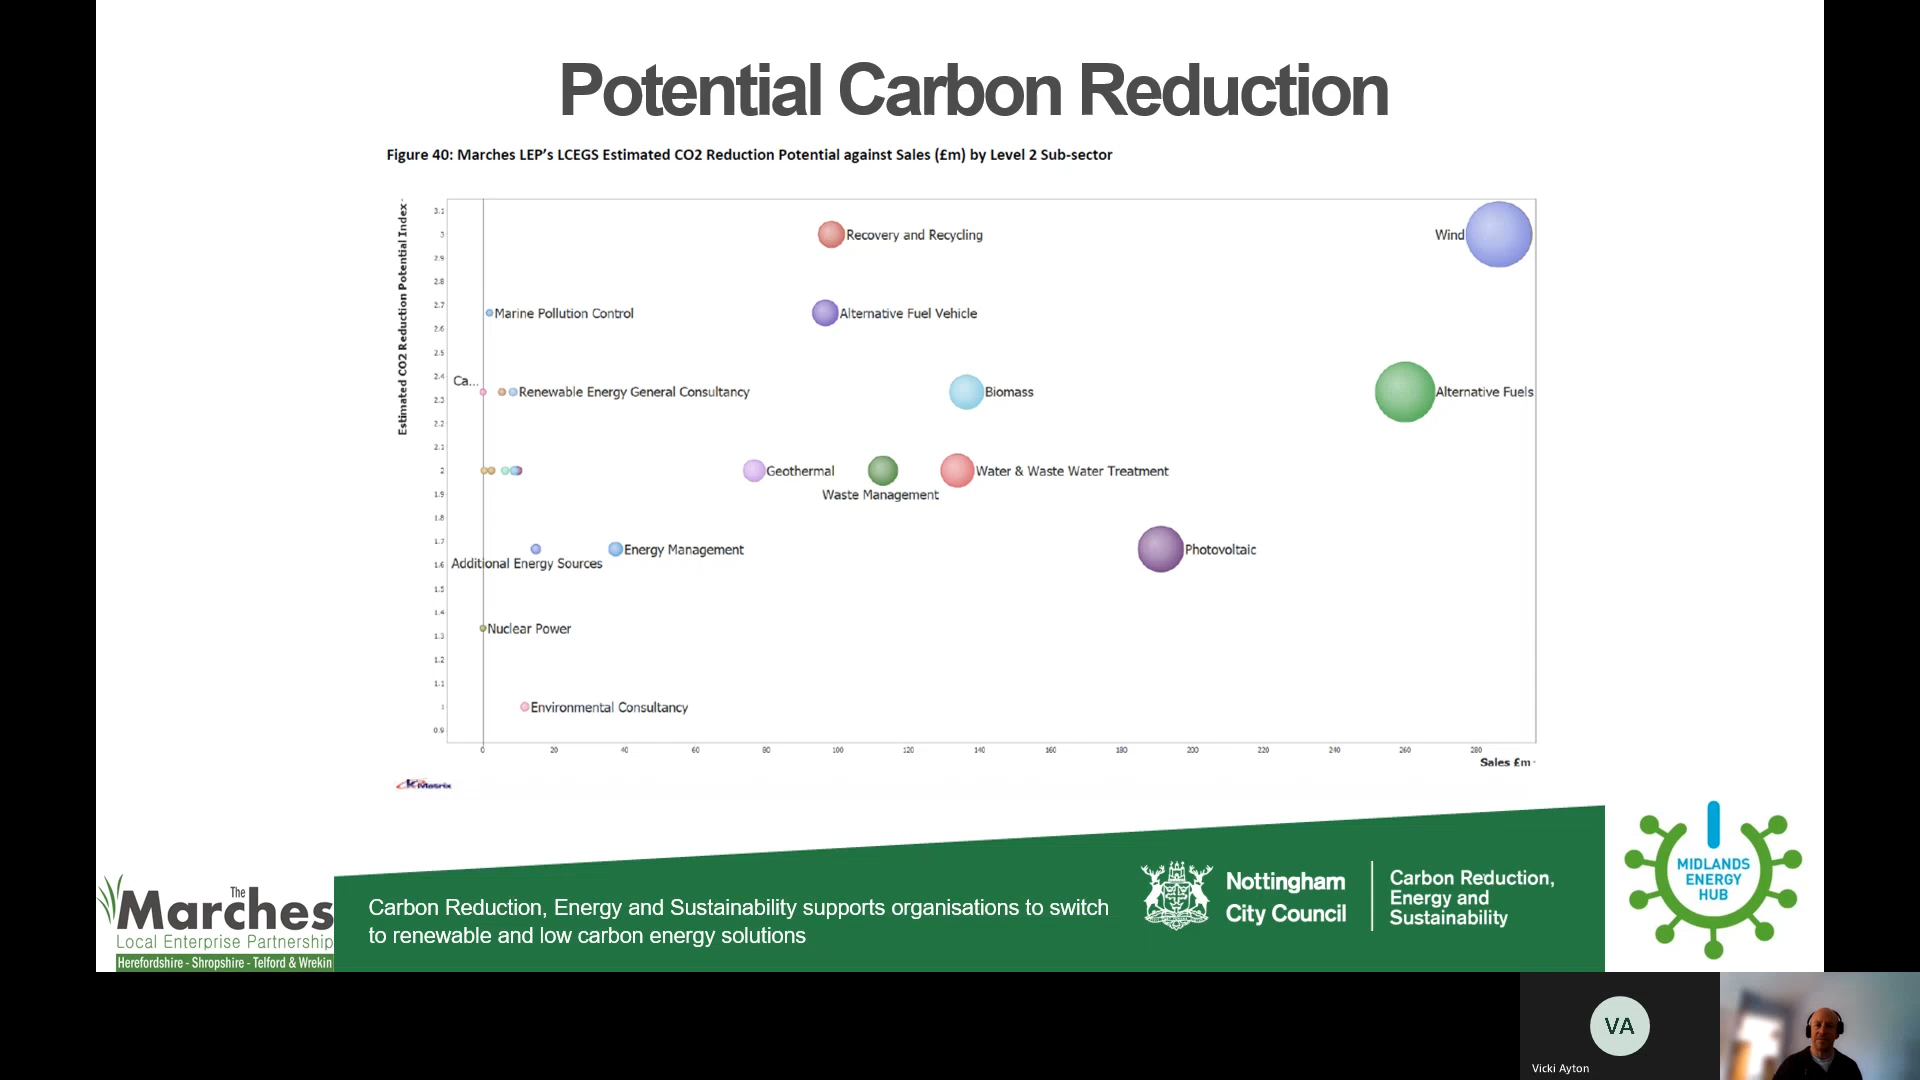 Potential Carbon Reduction
Figure 40: Marches LEP's LCEGS Estimated CO2 Reduction Potential against Sales (£m) by Level 2 Sub-sector
Estimated CO2 Reduction Potential Index
3.1
3
2.9
2.8
2.7
2.6
2.5
2.4
2.3
2.2
2.1
2
1.9
1.8
1.7
1.6
1.5
1.4
1.3
1.2
1.1
1
0.9
Recovery and Recycling
Wind
Marine Pollution Control
Alternative Fuel Vehicle
Ca...
Renewable Energy General Consultancy
Biomass
Alternative Fuels
Geothermal
Waste Management
Water & Waste Water Treatment
Energy Management
Additional Energy Sources
Photovoltaic
Nuclear Power
Environmental Consultancy
0 20 40 60 80 100 120 140 160 180 200 220 240 260 280
Sales £m
kMatrix
The
Marches
Local Enterprise Partnership
Herefordshire - Shropshire - Telford & Wrekin
Carbon Reduction, Energy and Sustainability supports organisations to switch
to renewable and low carbon energy solutions
Nottingham
City Council
Carbon Reduction,
Energy and
Sustainability
MIDLANDS
ENERGY
HUB
VA
Vicki Ayton